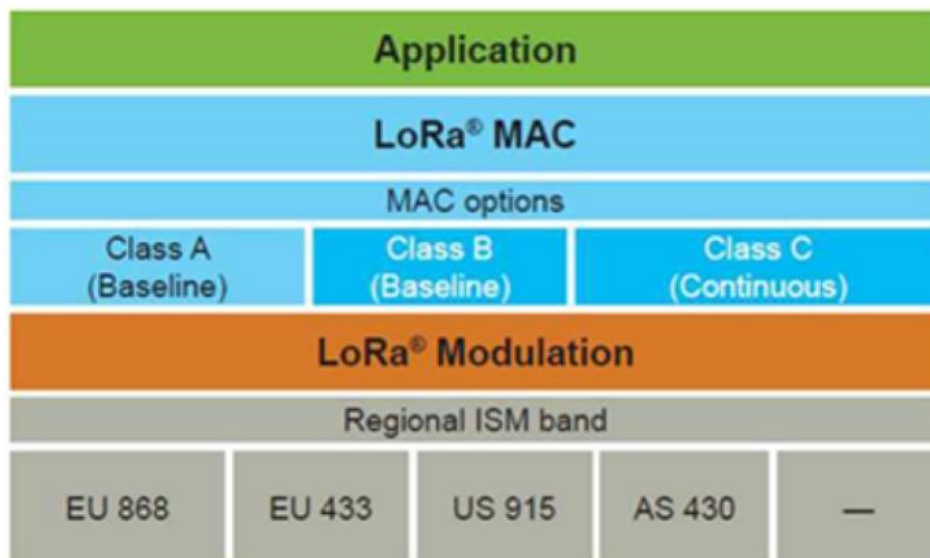 Application
LoRa® MAC
MAC options
Class A
(Baseline)
Class B
(Baseline)
Class C
(Continuous)
LoRa® Modulation
Regional ISM band
EU 868
EU 433
US 915
AS 430
—